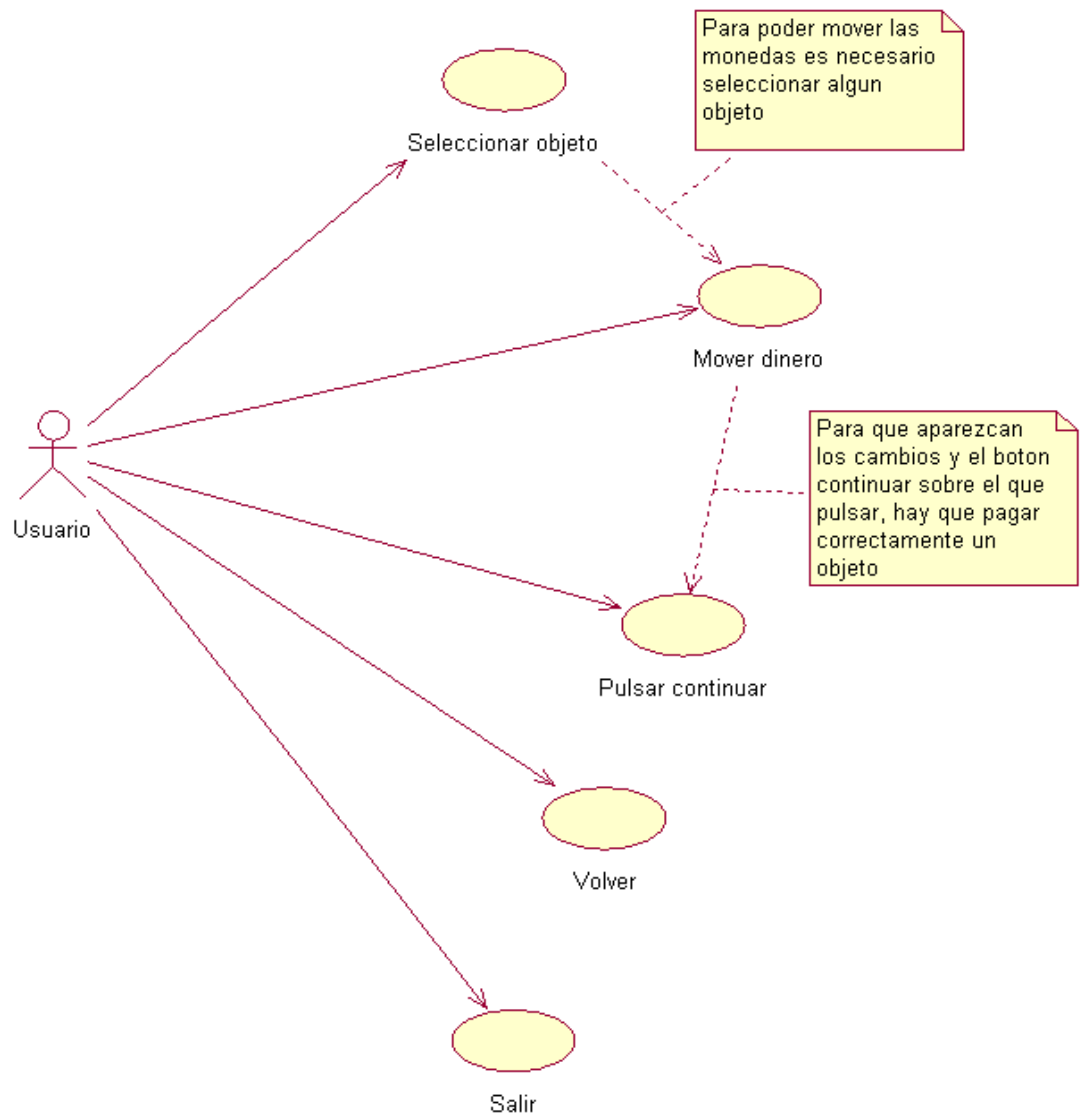 Para poder mover las
monedas es necesario
seleccionar algun
objeto
Seleccionar objeto
Mover dinero
Para que aparezcan
los cambios y el boton
continuar sobre el que
pulsar, hay que pagar
correctamente un
objeto
Usuario
Pulsar continuar
Volver
Salir